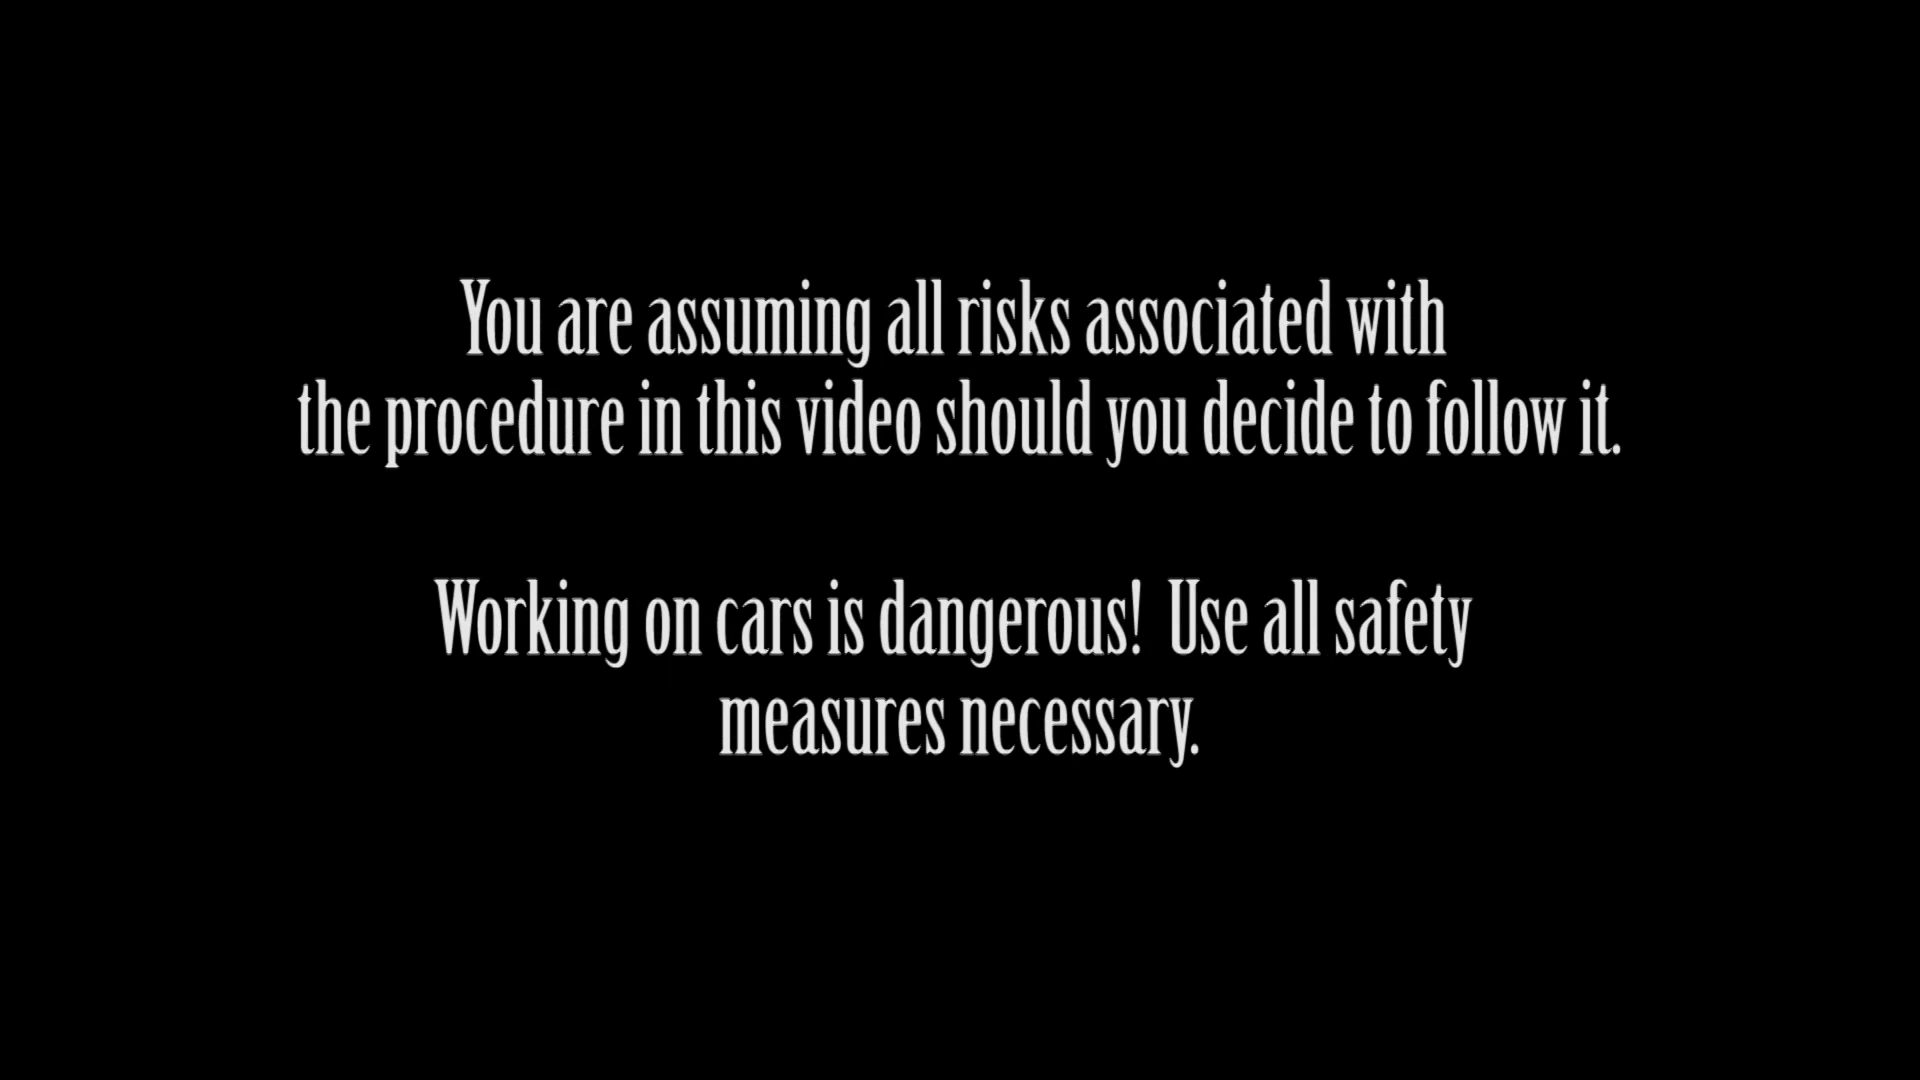 You are assuming all risks associated with
the procedure in this video should you decide to follow it.
Working on cars is dangerous!  Use all safety
measures necessary.